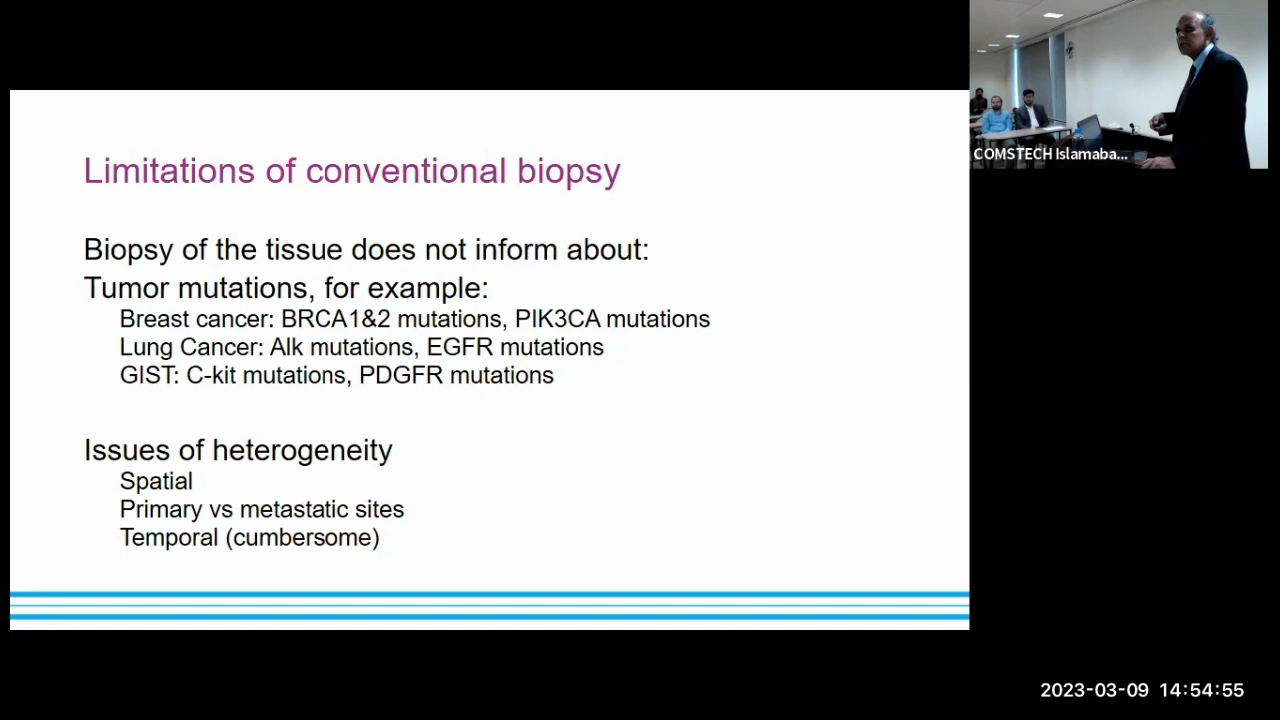 Limitations of conventional biopsy
Biopsy of the tissue does not inform about:
Tumor mutations, for example:
Breast cancer: BRCA1&2 mutations, PIK3CA mutations
Lung Cancer: Alk mutations, EGFR mutations
GIST: C-kit mutations, PDGFR mutations
Issues of heterogeneity
Spatial
Primary vs metastatic sites
Temporal (cumbersome)
COMSTECH Islamaba...
2023-03-09 14:54:55